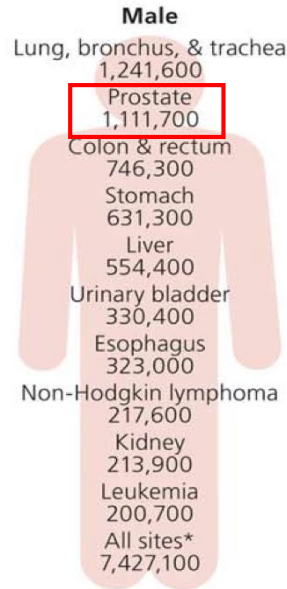 Male
Lung, bronchus, & trachea
1,241,600
Prostate
1,111,700
Colon & rectum
746,300
Stomach
631,300
Liver
554,400
Urinary bladder
330,400
Esophagus
323,000
Non-Hodgkin lymphoma
217,600
Kidney
213,900
Leukemia
200,700
All sites*
7,427,100